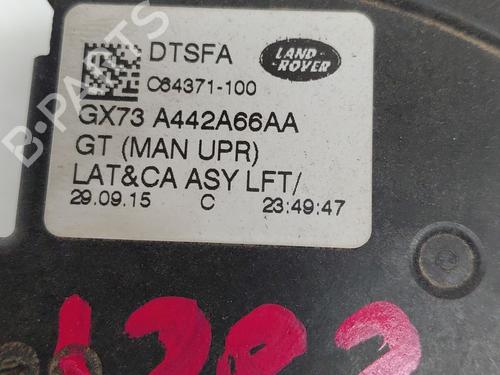 DTSFA
LAND ROVER
C64371-100
GX73 A442A66AA
GT (MAN UPR)
LAT&CA ASY LFT/
29.09.15 C 23:49:47
B-PARTS